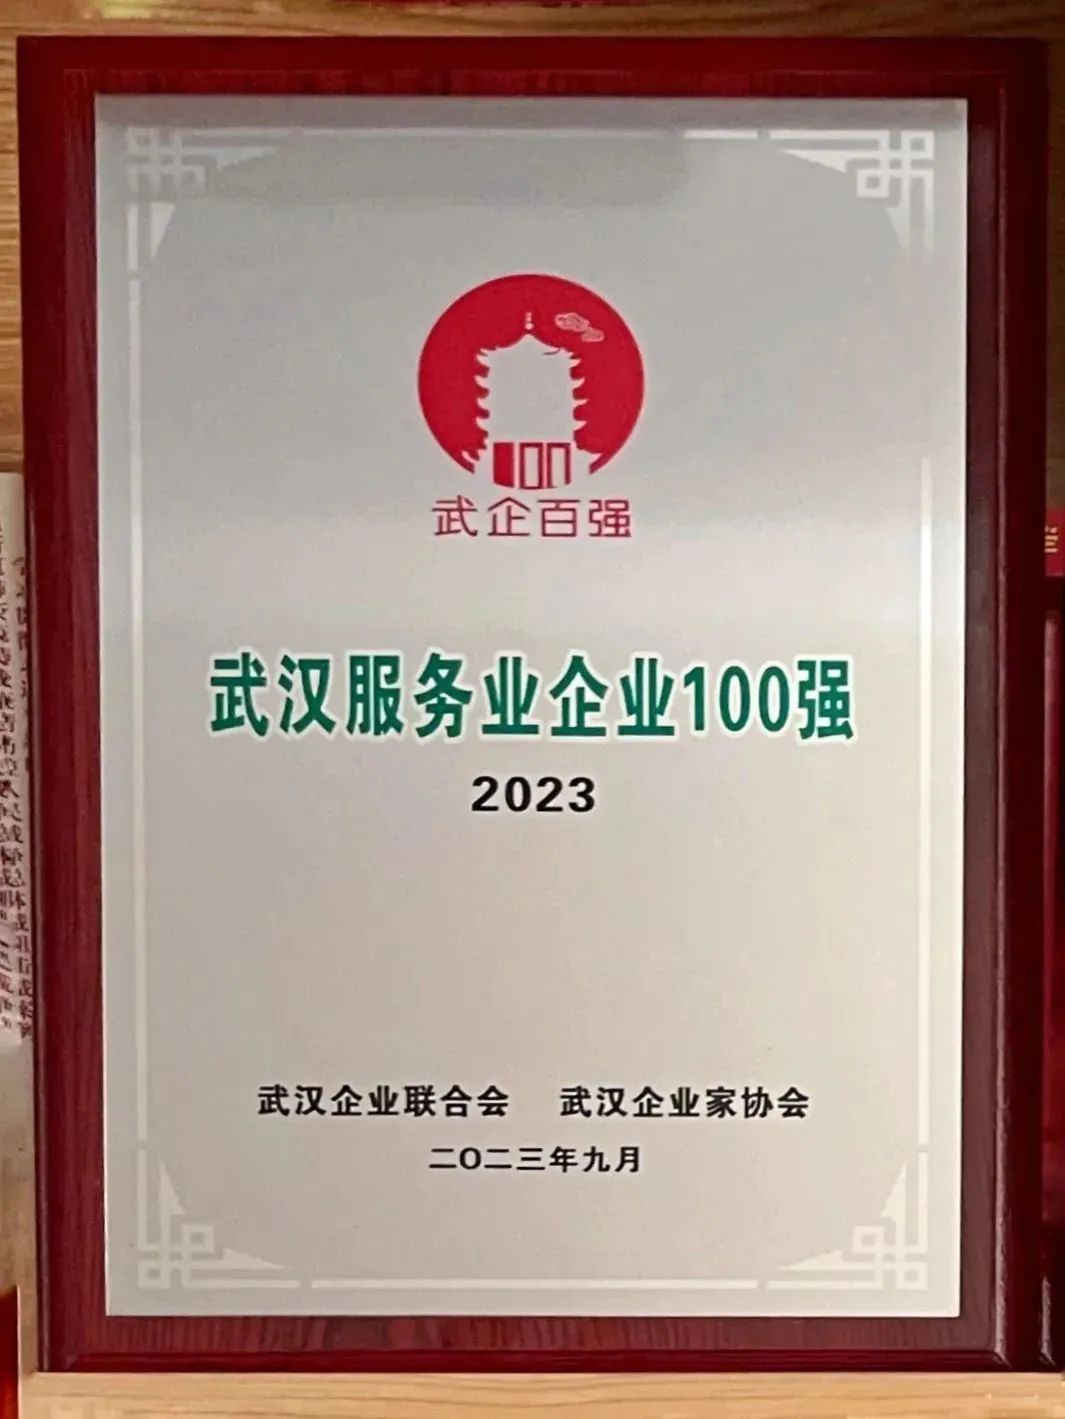 100
武企百强
武汉服务业企业100强
2023
武汉企业联合会 武汉企业家协会
二〇二三年九月